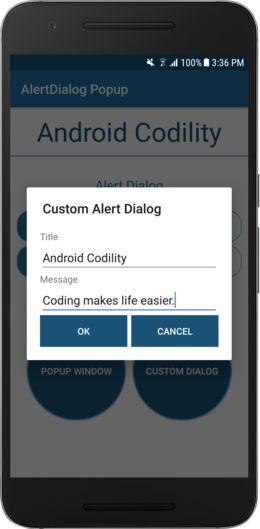 100% 3:36 PM
AlertDialog Popup
Android Codility
Alert Dialog
Custom Alert Dialog
Title
Android Codility
Message
Coding makes life easier.
OK CANCEL
POPUP WINDOW CUSTOM DIALOG